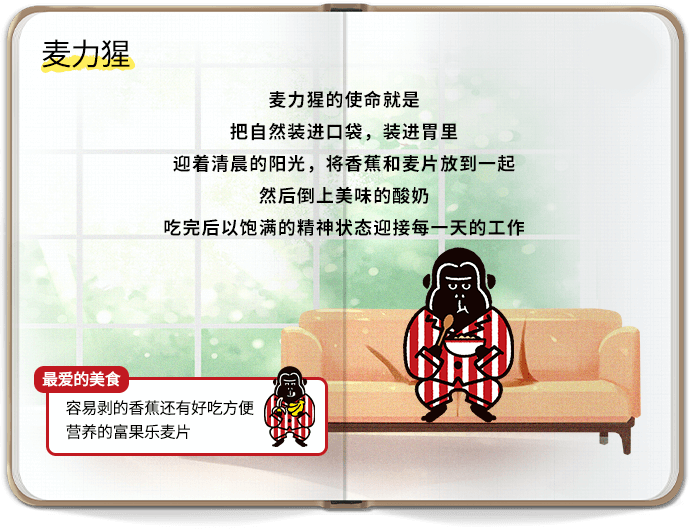 麦力猩
麦力猩的使命就是
把自然装进口袋，装进胃里
迎着清晨的阳光，将香蕉和麦片放到一起
然后倒上美味的酸奶
吃完后以饱满的精神状态迎接每一天的工作
最爱的美食
容易剥的香蕉还有好吃方便
营养的富果乐麦片